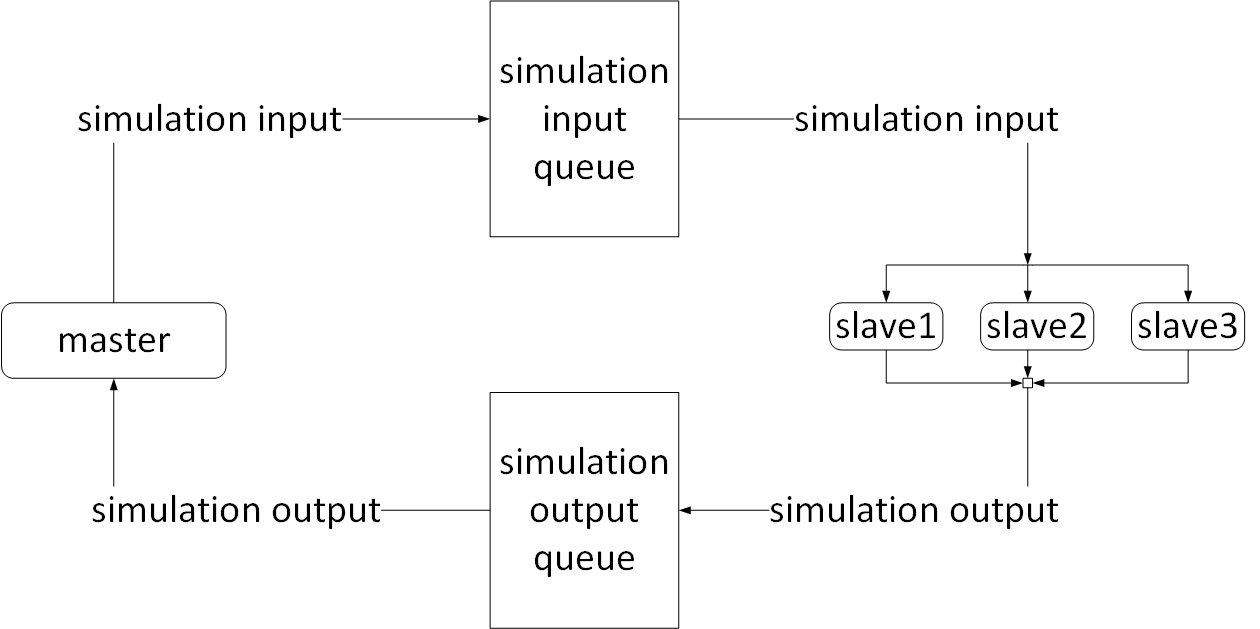 simulation
input
queue
simulation input
simulation input
master
slave1
slave2
slave3
simulation
output
queue
simulation output
simulation output